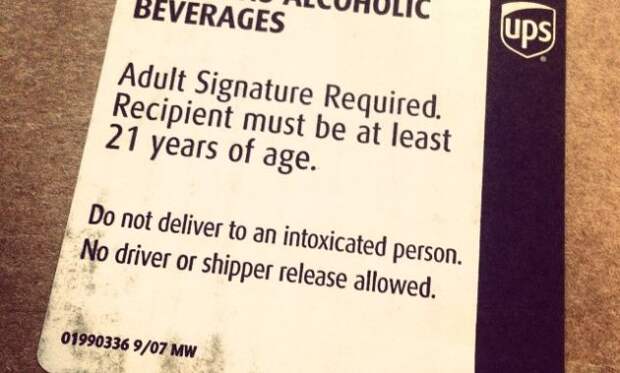 ALCOHOLIC
BEVERAGES
ups
Adult Signature Required.
Recipient must be at least
21 years of age.
Do not deliver to an intoxicated person.
No driver or shipper release allowed.
01990336 9/07 MW